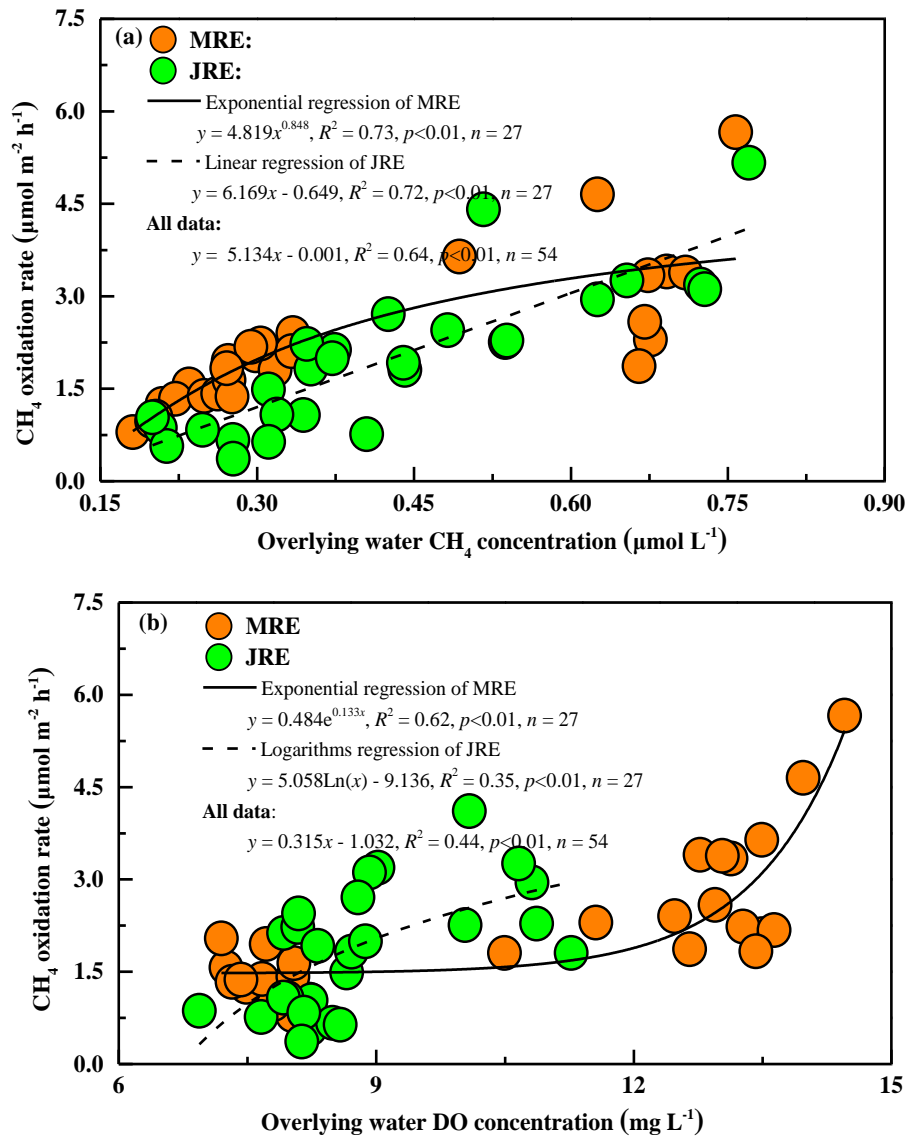 (a)
MRE:
JRE:
Exponential regression of MRE
y = 4.819x^0.848, R² = 0.73, p<0.01, n = 27
Linear regression of JRE
y = 6.169x - 0.649, R² = 0.72, p<0.01, n = 27
All data:
y = 5.134x - 0.001, R² = 0.64, p<0.01, n = 54
CH₄ oxidation rate (μmol m⁻² h⁻¹)
7.5
6.0
4.5
3.0
1.5
0.0
0.15 0.30 0.45 0.60 0.75 0.90
Overlying water CH₄ concentration (μmol L⁻¹)
(b)
MRE
JRE
Exponential regression of MRE
y = 0.484e^0.133x, R² = 0.62, p<0.01, n = 27
Logarithms regression of JRE
y = 5.058Ln(x) - 9.136, R² = 0.35, p<0.01, n = 27
All data:
y = 0.315x - 1.032, R² = 0.44, p<0.01, n = 54
CH₄ oxidation rate (μmol m⁻² h⁻¹)
7.5
6.0
4.5
3.0
1.5
0.0
6 9 12 15
Overlying water DO concentration (mg L⁻¹)